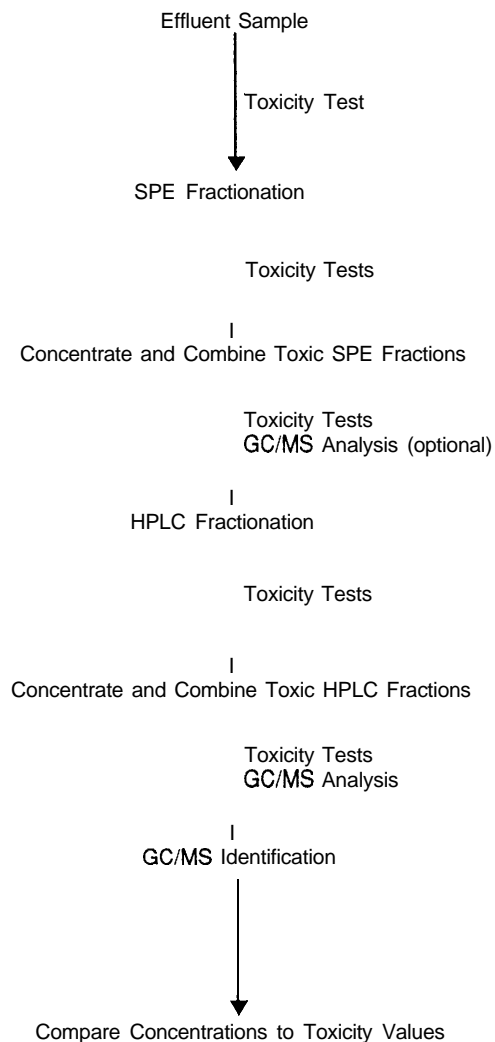 Effluent Sample
Toxicity Test
SPE Fractionation
Toxicity Tests
Concentrate and Combine Toxic SPE Fractions
Toxicity Tests
GC/MS Analysis (optional)
HPLC Fractionation
Toxicity Tests
Concentrate and Combine Toxic HPLC Fractions
Toxicity Tests
GC/MS Analysis
GC/MS Identification
Compare Concentrations to Toxicity Values